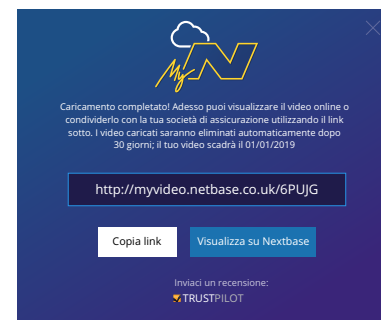 My N
Caricamento completato! Adesso puoi visualizzare il video online o
condividerlo con la tua società di assicurazione utilizzando il link
sotto. I video caricati saranno eliminati automaticamente dopo
30 giorni; il tuo video scadrà il 01/01/2019
http://myvideo.netbase.co.uk/6PUJG
Copia link
Visualizza su Nextbase
Inviaci un recensione:
TRUSTPILOT